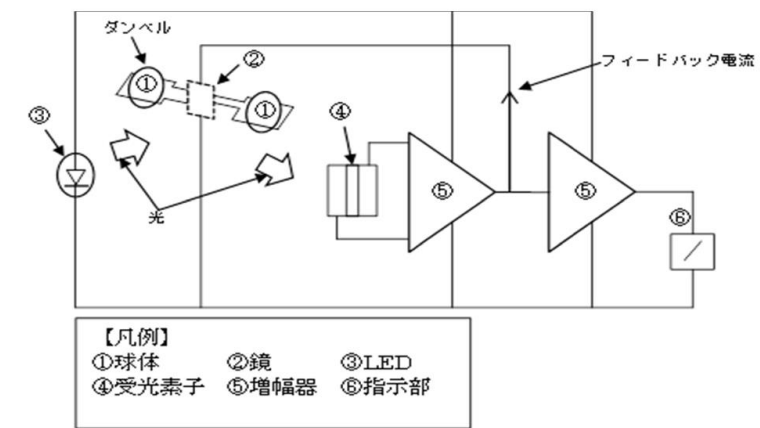 ダンベル
②
①
①
フィードバック電流
③
④
⑤
⑤
光
⑥
【凡例】
①球体 ②鏡 ③LED
④受光素子 ⑤増幅器 ⑥指示部